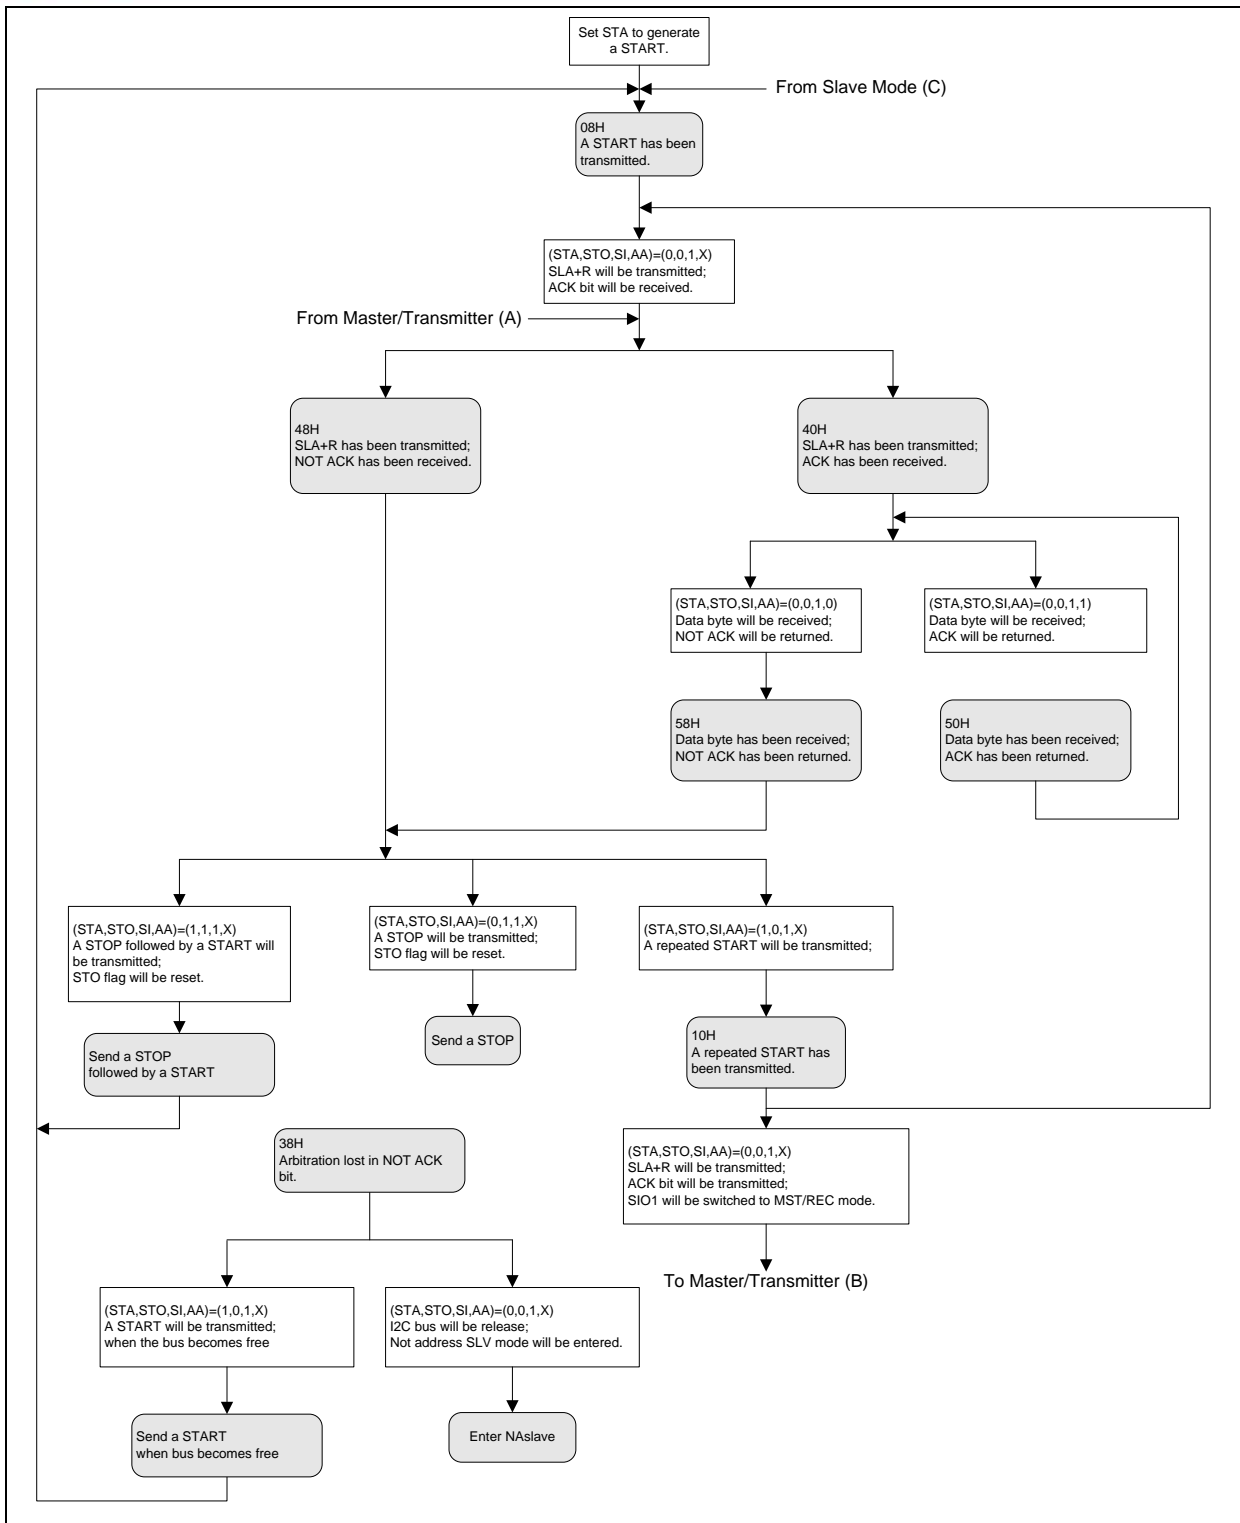 Set STA to generate
a START.
From Slave Mode (C)
08H
A START has been
transmitted.
(STA,STO,SI,AA)=(0,0,1,X)
SLA+R will be transmitted;
ACK bit will be received.
From Master/Transmitter (A)
48H
SLA+R has been transmitted;
NOT ACK has been received.
40H
SLA+R has been transmitted;
ACK has been received.
(STA,STO,SI,AA)=(0,0,1,0)
Data byte will be received;
NOT ACK will be returned.
(STA,STO,SI,AA)=(0,0,1,1)
Data byte will be received;
ACK will be returned.
58H
Data byte has been received;
NOT ACK has been returned.
50H
Data byte has been received;
ACK has been returned.
(STA,STO,SI,AA)=(1,1,1,X)
A STOP followed by a START will
be transmitted;
STO flag will be reset.
(STA,STO,SI,AA)=(0,1,1,X)
A STOP will be transmitted;
STO flag will be reset.
(STA,STO,SI,AA)=(1,0,1,X)
A repeated START will be transmitted;
Send a STOP
followed by a START
Send a STOP
10H
A repeated START has
been transmitted.
38H
Arbitration lost in NOT ACK
bit.
(STA,STO,SI,AA)=(0,0,1,X)
SLA+R will be transmitted;
ACK bit will be transmitted;
SIO1 will be switched to MST/REC mode.
To Master/Transmitter (B)
(STA,STO,SI,AA)=(1,0,1,X)
A START will be transmitted;
when the bus becomes free
(STA,STO,SI,AA)=(0,0,1,X)
I2C bus will be release;
Not address SLV mode will be entered.
Send a START
when bus becomes free
Enter NAslave